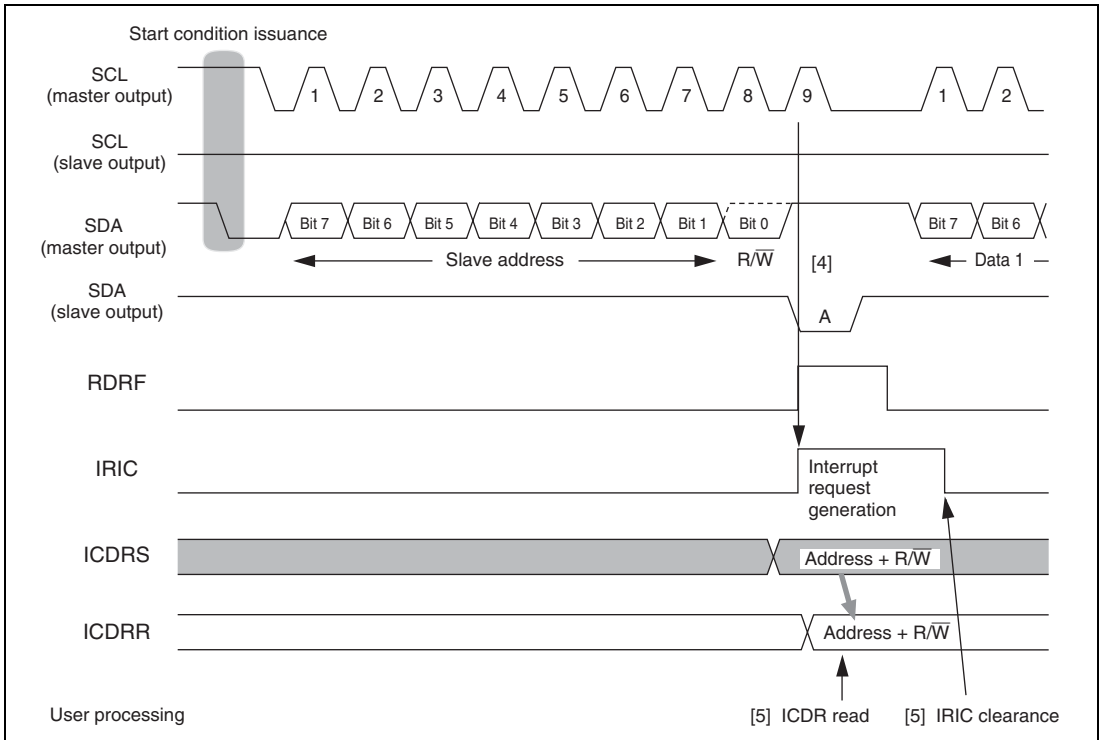 Start condition issuance
SCL
(master output)
1 2 3 4 5 6 7 8 9 1 2
SCL
(slave output)
SDA
(master output)
Bit 7 Bit 6 Bit 5 Bit 4 Bit 3 Bit 2 Bit 1 Bit 0 Bit 7 Bit 6
Slave address R/W̅ [4] Data 1
SDA
(slave output)
A
RDRF
IRIC
Interrupt
request
generation
ICDRS
Address + R/W̅
ICDRR
Address + R/W̅
User processing
[5] ICDR read
[5] IRIC clearance